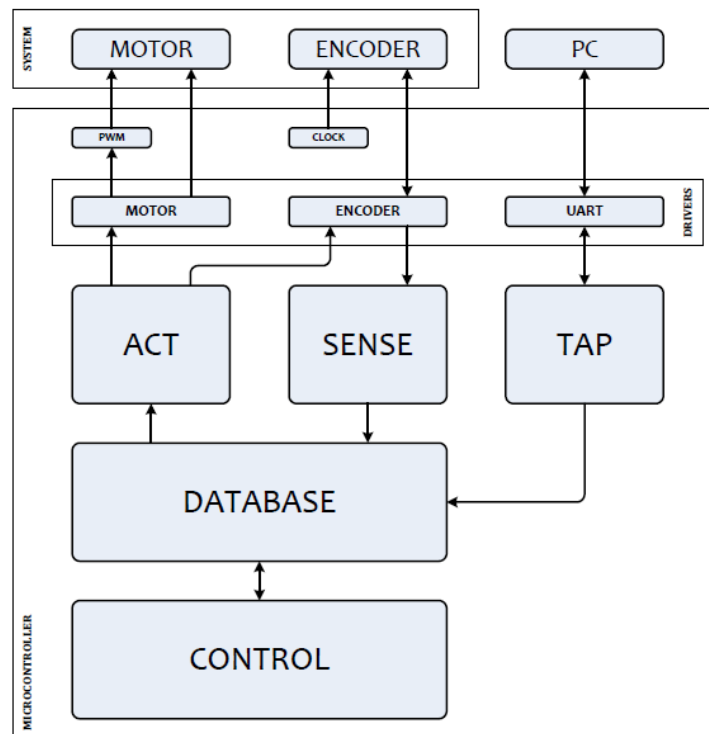 SYSTEM
MOTOR
ENCODER
PC
PWM
CLOCK
MOTOR
ENCODER
UART
DRIVERS
ACT
SENSE
TAP
DATABASE
CONTROL
MICROCONTROLLER